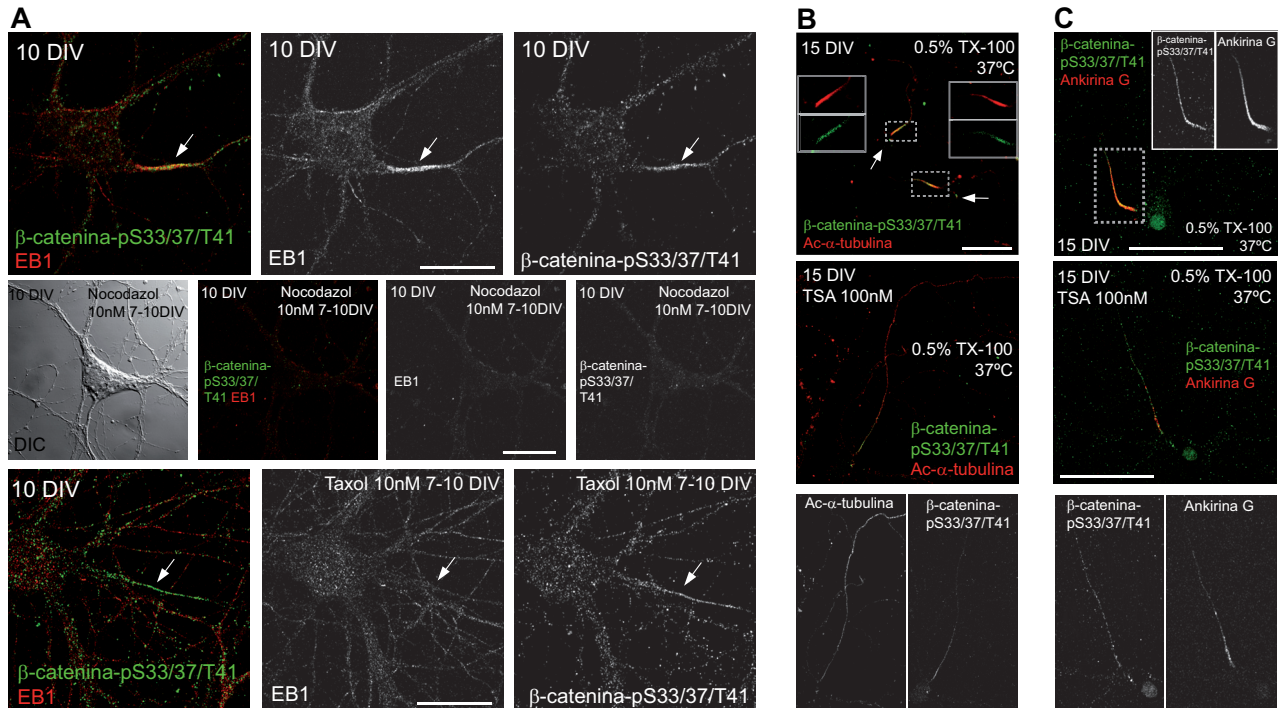 A
10 DIV
β-catenina-pS33/37/T41
EB1
10 DIV
EB1
10 DIV
β-catenina-pS33/37/T41
10 DIV
Nocodazol
10nM 7-10DIV
DIC
10 DIV
Nocodazol
10nM 7-10DIV
β-catenina-
pS33/37/
T41 EB1
10 DIV
Nocodazol
10nM 7-10DIV
EB1
10 DIV
Nocodazol
10nM 7-10DIV
β-catenina-
pS33/37/
T41
10 DIV
β-catenina-pS33/37/T41
EB1
Taxol 10nM 7-10 DIV
EB1
Taxol 10nM 7-10 DIV
β-catenina-pS33/37/T41
B
15 DIV
0.5% TX-100
37ºC
β-catenina-pS33/37/T41
Ac-α-tubulina
15 DIV
TSA 100nM
0.5% TX-100
37ºC
β-catenina-
pS33/37/T41
Ac-α-tubulina
Ac-α-tubulina
β-catenina-
pS33/37/T41
C
β-catenina-
pS33/37/T41
Ankirina G
β-catenina-
pS33/37/T41
Ankirina G
15 DIV
0.5% TX-100
37ºC
15 DIV
TSA 100nM
0.5% TX-100
37ºC
β-catenina-
pS33/37/T41
Ankirina G
β-catenina-
pS33/37/T41
Ankirina G